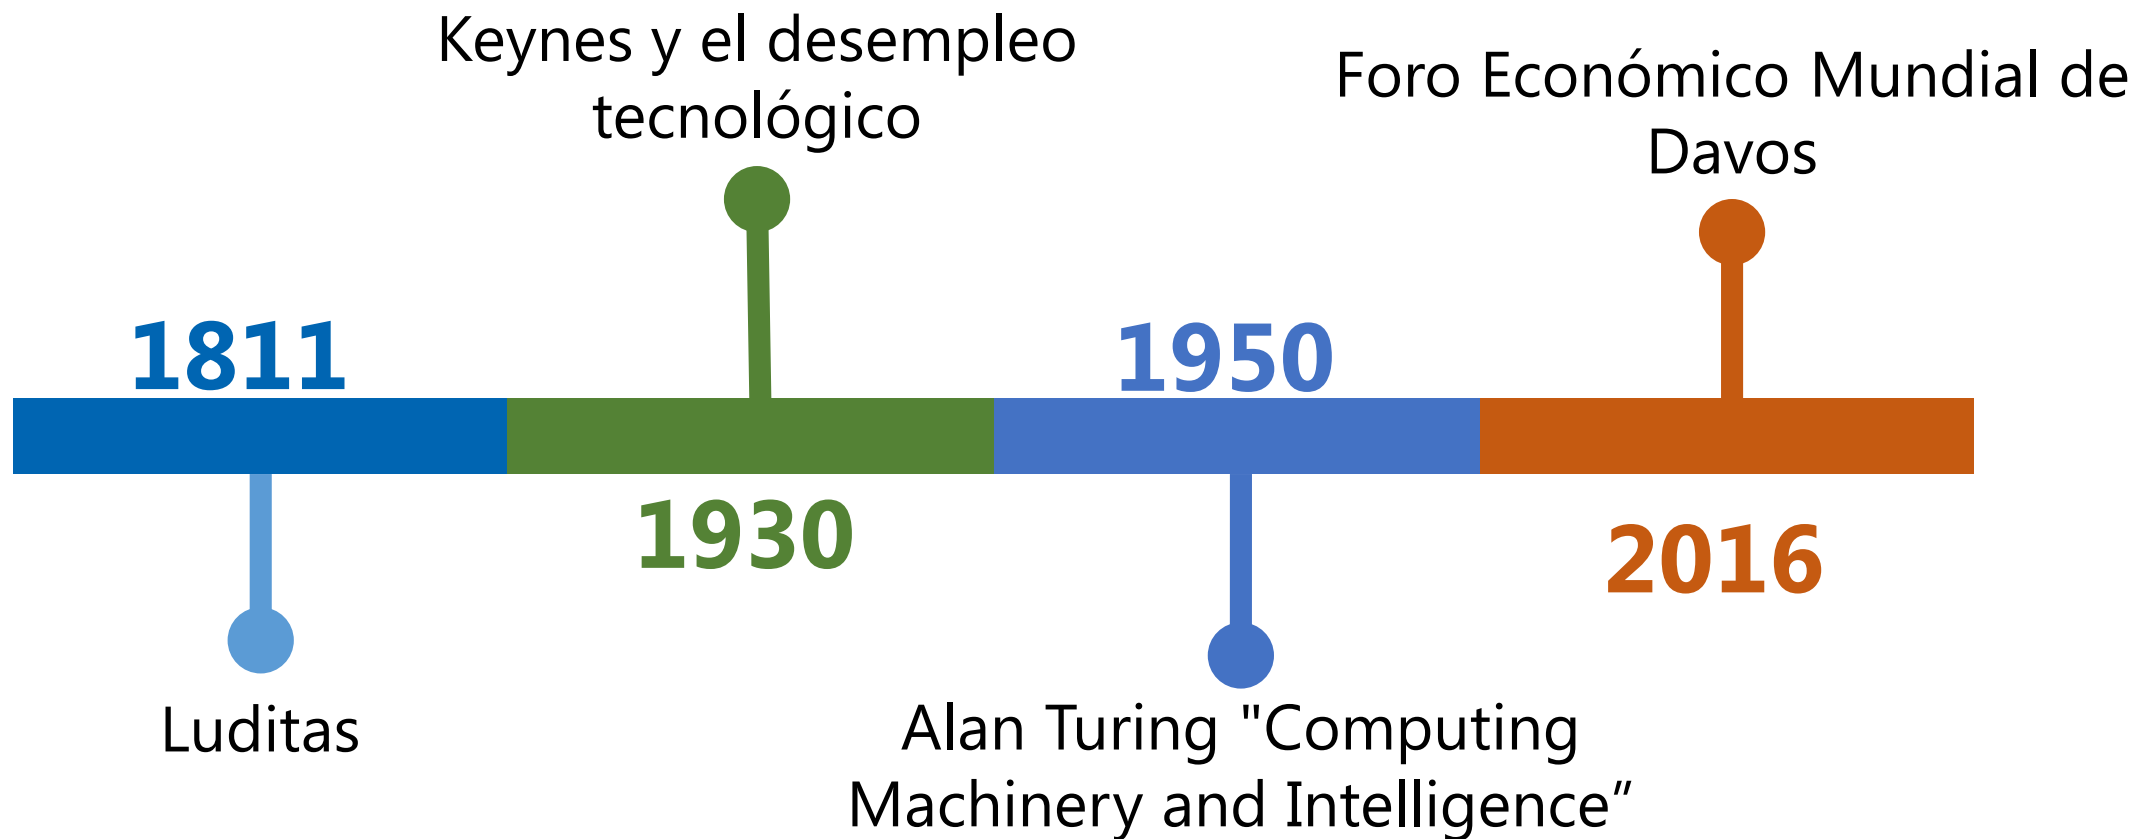 Keynes y el desempleo
tecnológico
Foro Económico Mundial de
Davos
1811
1950
1930
2016
Luditas
Alan Turing "Computing
Machinery and Intelligence”